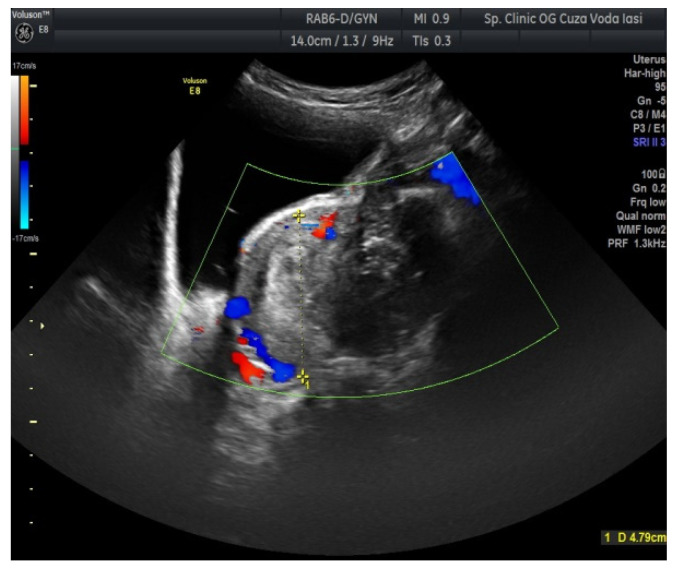 Voluson™
E8
RAB6-D/GYN
MI 0.9
Sp. Clinic OG Cuza Voda Iasi
14.0cm / 1.3 / 9Hz
TIs 0.3
17cm/s
-17cm/s
Voluson
E8
Uterus
Har-high
95
Gn -5
C8 / M4
P3 / E1
SRI II 3
100
Gn 0.2
Frq low
Qual norm
WMF low2
PRF 1.3kHz
1
1 D 4.79cm